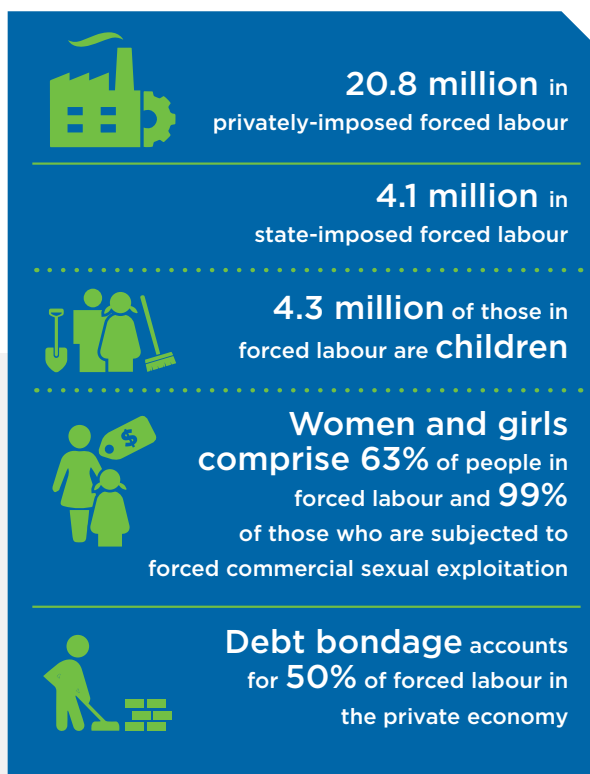 20.8 million in
privately-imposed forced labour
4.1 million in
state-imposed forced labour
4.3 million of those in
forced labour are children
$
Women and girls
comprise 63% of people in
forced labour and 99%
of those who are subjected to
forced commercial sexual exploitation
Debt bondage accounts
for 50% of forced labour in
the private economy